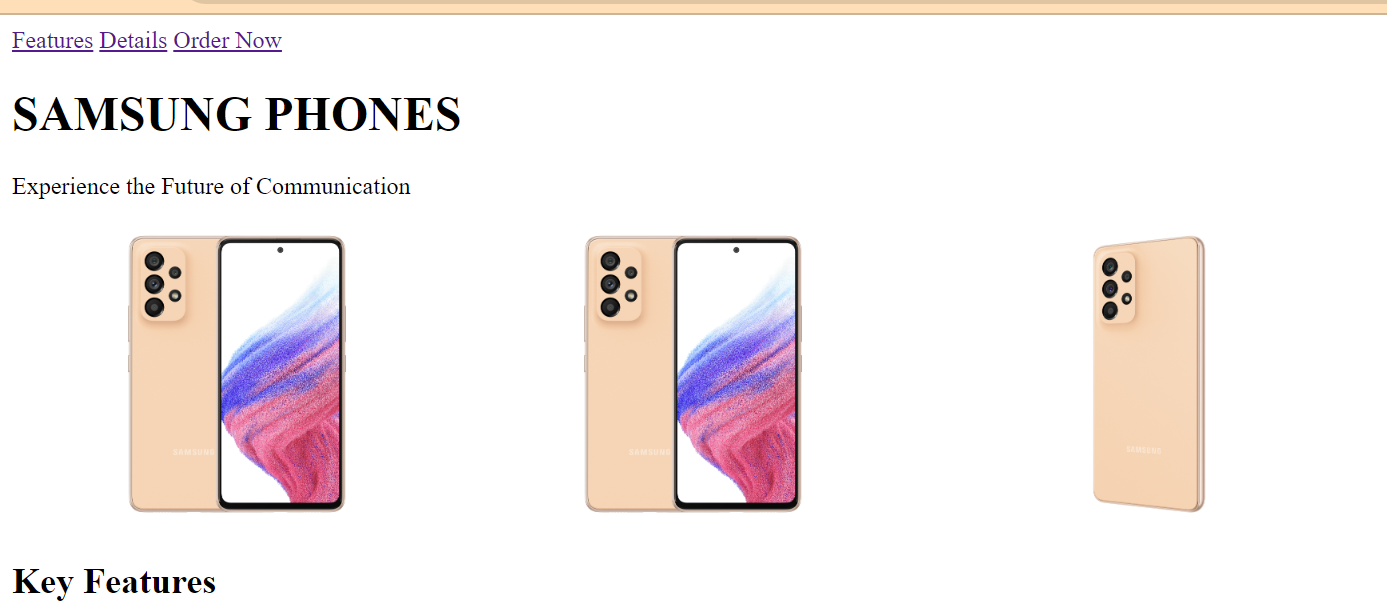 Features Details Order Now
SAMSUNG PHONES
Experience the Future of Communication
SAMSUNG
SAMSUNG
SAMSUNG
Key Features